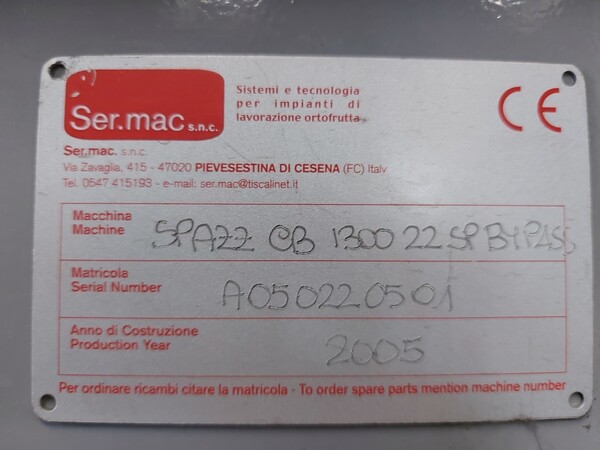 Ser.mac s.n.c.
Sistemi e tecnologia
per impianti di
lavorazione ortofrutta.
CE
Ser.mac. s.n.c.
Via Zavaglia, 415 - 47020 PIEVESESTINA DI CESENA (FC) Italy
Tel. 0547 415193 - e-mail: ser.mac@tiscalinet.it
Macchina
Machine
SPAZZ CB 1300 22 SP BYPASS
Matricola
Serial Number
A050220501
Anno di Costruzione
Production Year
2005
Per ordinare ricambi citare la matricola - To order spare parts mention machine number